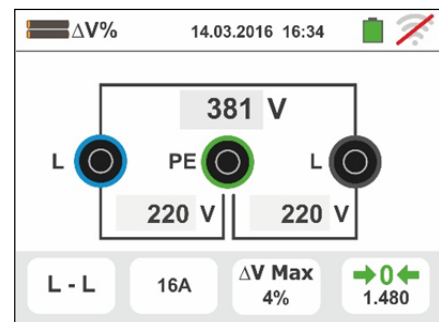 ΔV% 14.03.2016 16:34
381 V
L PE L
220 V 220 V
L - L 16A ΔV Max 4% →0← 1.480